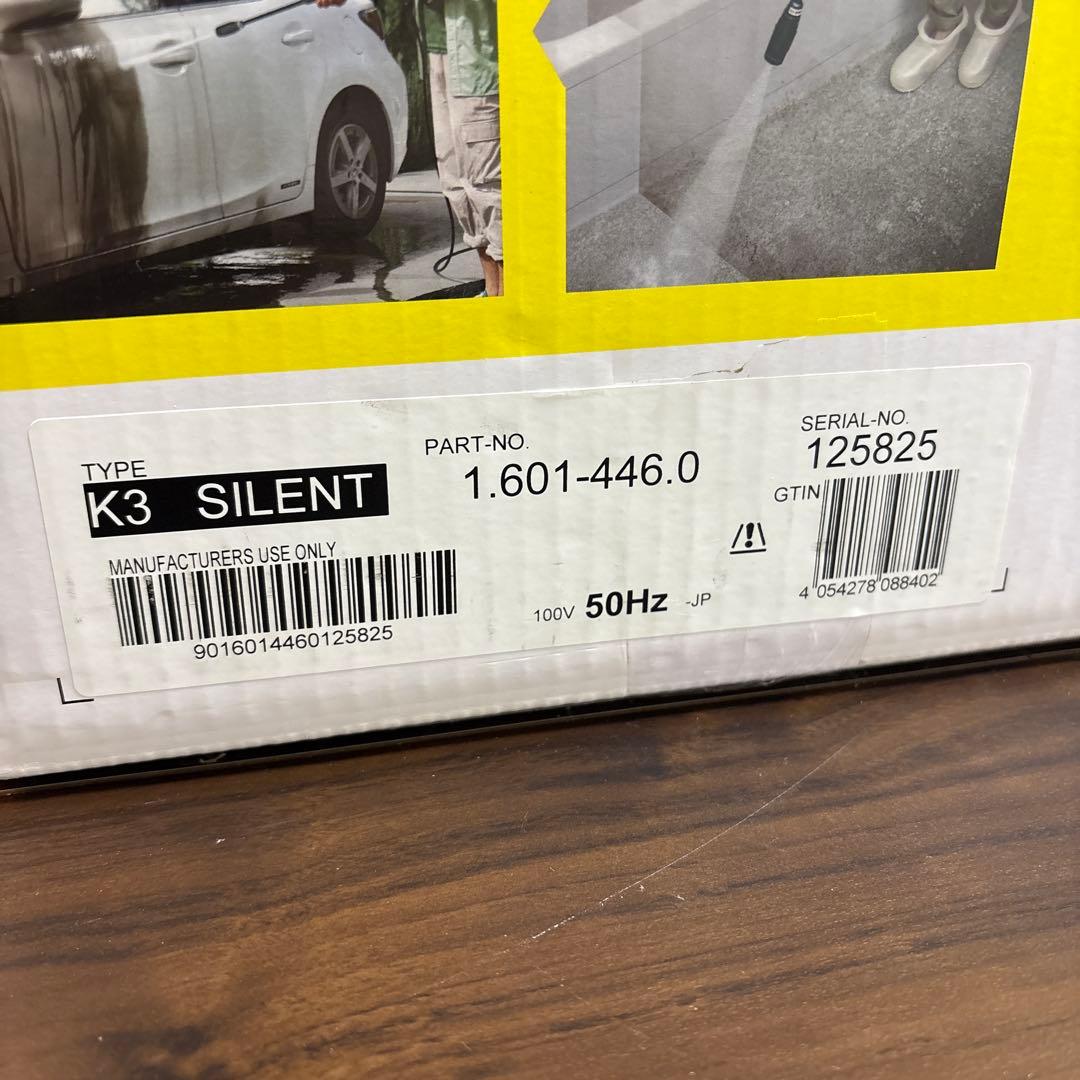 TYPE
K3 SILENT
PART-NO.
1.601-446.0
SERIAL-NO.
125825
GTIN
4 054278 088402
MANUFACTURERS USE ONLY
9016014460125825
100V 50Hz -JP